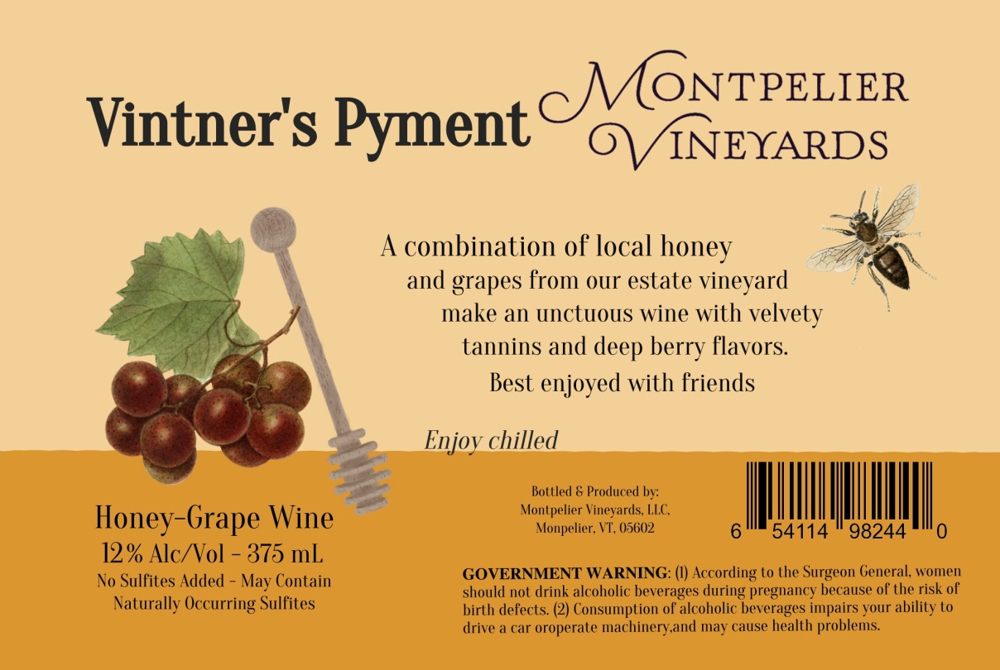 Vintner's Pyment
MONTPELIER
VINEYARDS
A combination of local honey
and grapes from our estate vineyard
make an unctuous wine with velvety
tannins and deep berry flavors.
Best enjoyed with friends
Enjoy chilled
Honey-Grape Wine
12% Alc/Vol - 375 mL
No Sulfites Added - May Contain
Naturally Occurring Sulfites
Bottled & Produced by:
Montpelier Vineyards, LLC,
Monpelier, VT, 05602
6 54114 98244 0
GOVERNMENT WARNING: (1) According to the Surgeon General, women
should not drink alcoholic beverages during pregnancy because of the risk of
birth defects. (2) Consumption of alcoholic beverages impairs your ability to
drive a car oroperate machinery,and may cause health problems.